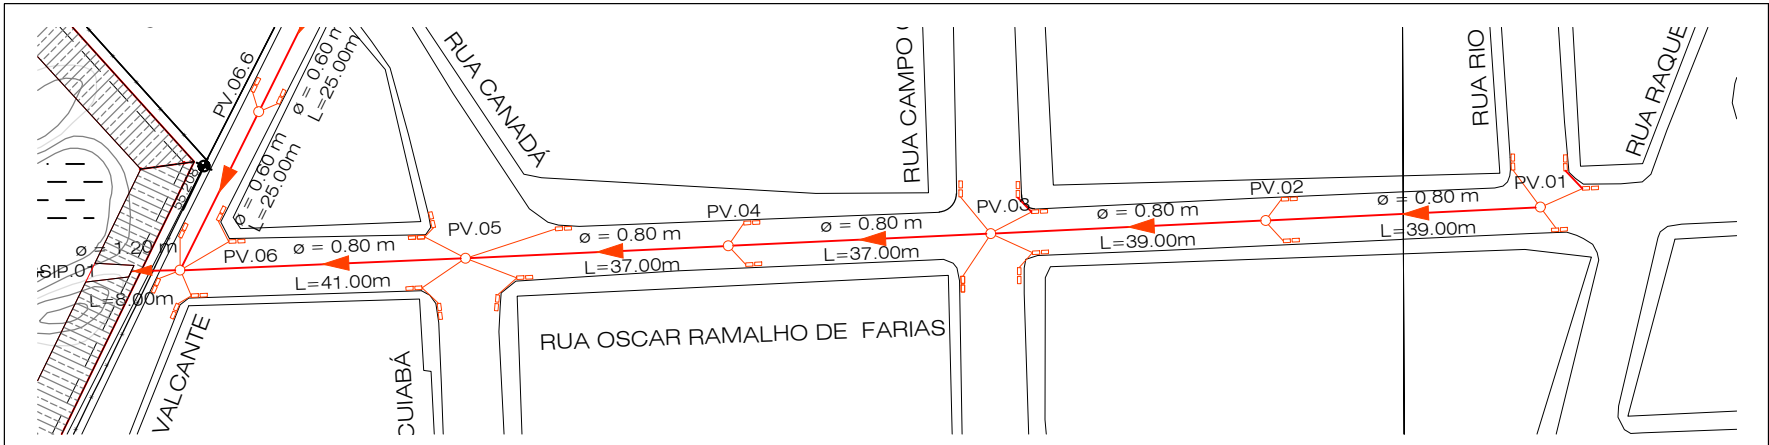 PV.06.6
ø = 0.60 m
L=25.00m
ø = 0.60 m
L=25.00m
55.208
RUA CANADÁ
RUA CAMPO
RUA RIO
RUA RAQUE
PV.01
PV.02
PV.03
PV.04
PV.05
PV.06
ø = 0.80 m
L=39.00m
ø = 0.80 m
L=39.00m
ø = 0.80 m
L=37.00m
ø = 0.80 m
L=37.00m
ø = 0.80 m
L=41.00m
ø = 1.20 m
SIP.01
L=8.00m
RUA OSCAR RAMALHO DE FARIAS
VALCANTE
CUIABÁ